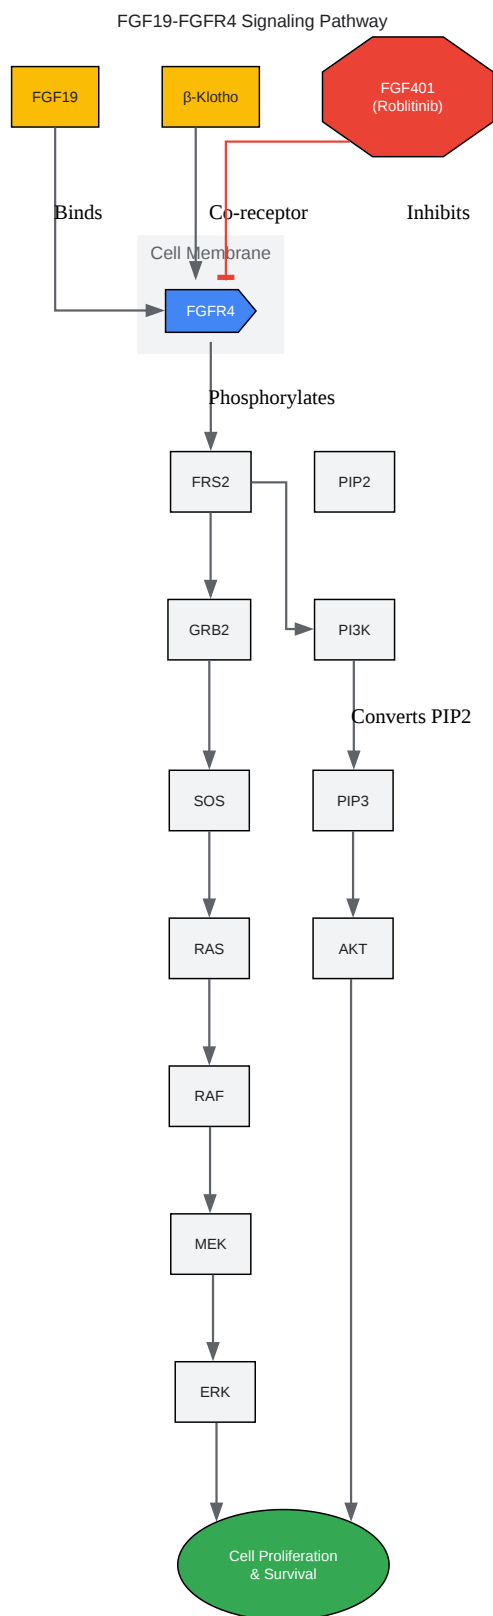 FGF19-FGFR4 Signaling Pathway
FGF19
β-Klotho
FGF401
(Roblitinib)
Binds
Co-receptor
Inhibits
Cell Membrane
FGFR4
Phosphorylates
FRS2
PIP2
GRB2
PI3K
Converts PIP2
SOS
PIP3
RAS
AKT
RAF
MEK
ERK
Cell Proliferation
& Survival